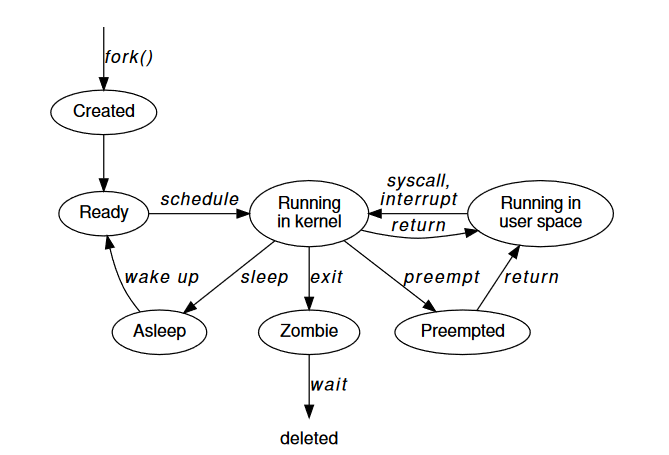 fork()
Created
Ready
schedule
Running
in kernel
syscall,
interrupt
return
Running in
user space
wake up
sleep
exit
preempt
return
Asleep
Zombie
Preempted
wait
deleted